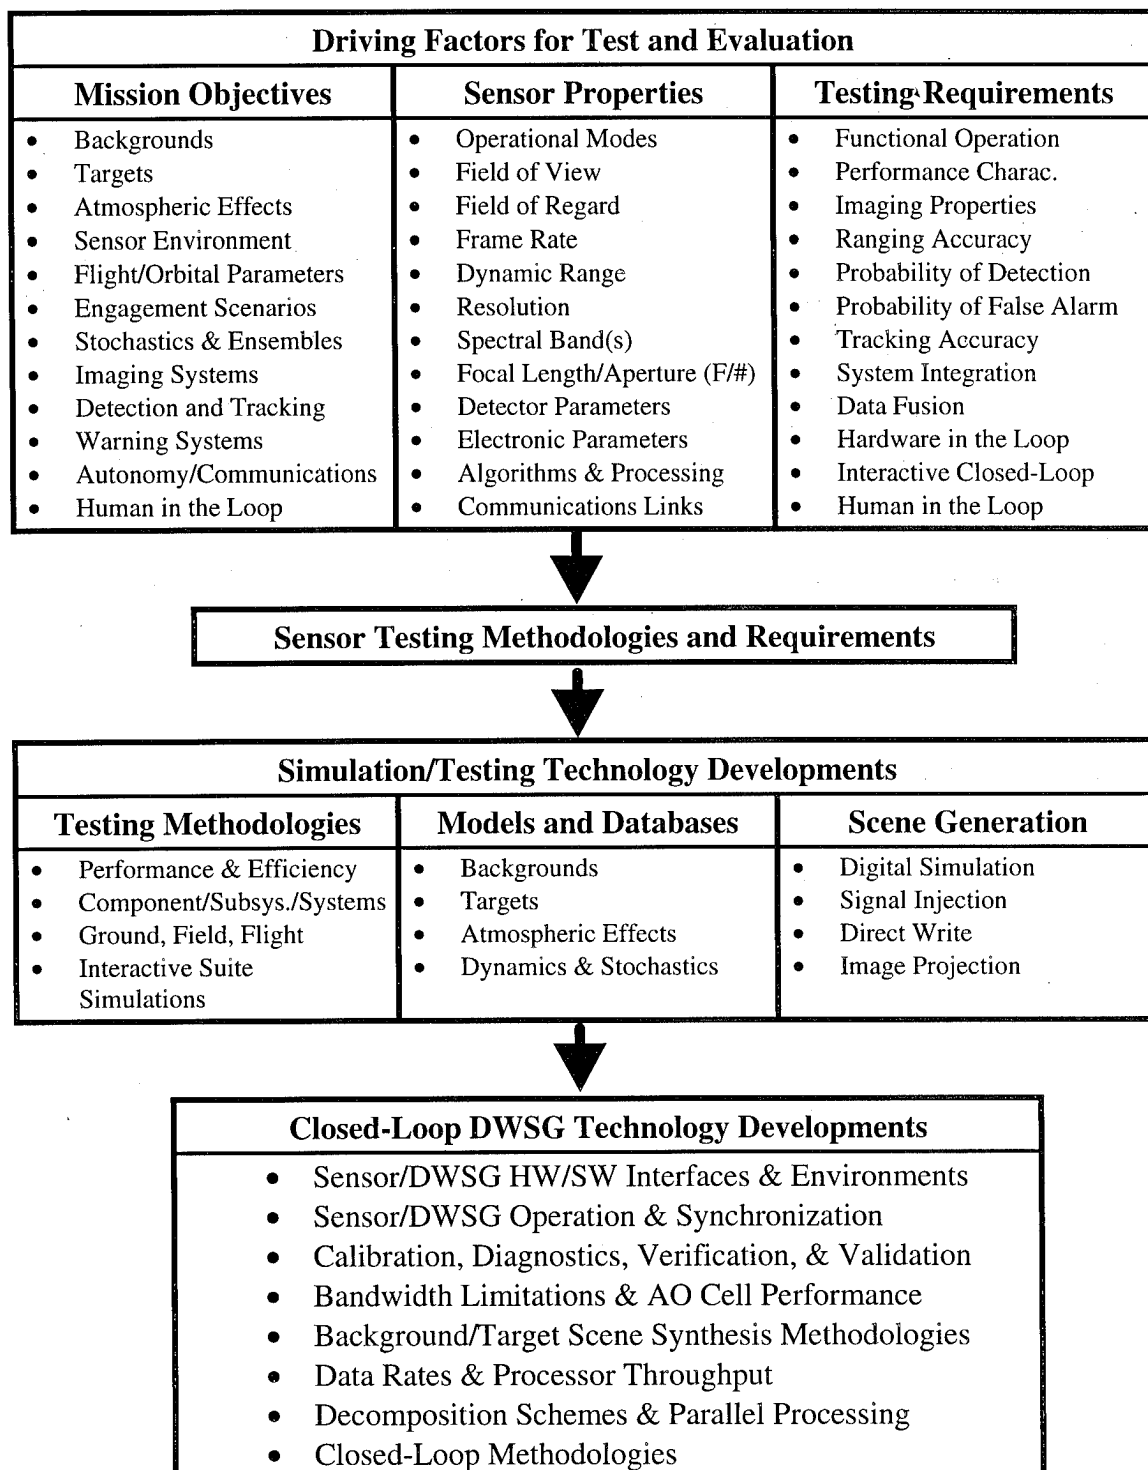 Driving Factors for Test and Evaluation
Mission Objectives
• Backgrounds
• Targets
• Atmospheric Effects
• Sensor Environment
• Flight/Orbital Parameters
• Engagement Scenarios
• Stochastics & Ensembles
• Imaging Systems
• Detection and Tracking
• Warning Systems
• Autonomy/Communications
• Human in the Loop
Sensor Properties
• Operational Modes
• Field of View
• Field of Regard
• Frame Rate
• Dynamic Range
• Resolution
• Spectral Band(s)
• Focal Length/Aperture (F/#)
• Detector Parameters
• Electronic Parameters
• Algorithms & Processing
• Communications Links
Testing Requirements
• Functional Operation
• Performance Charac.
• Imaging Properties
• Ranging Accuracy
• Probability of Detection
• Probability of False Alarm
• Tracking Accuracy
• System Integration
• Data Fusion
• Hardware in the Loop
• Interactive Closed-Loop
• Human in the Loop
Sensor Testing Methodologies and Requirements
Simulation/Testing Technology Developments
Testing Methodologies
• Performance & Efficiency
• Component/Subsys./Systems
• Ground, Field, Flight
• Interactive Suite
Simulations
Models and Databases
• Backgrounds
• Targets
• Atmospheric Effects
• Dynamics & Stochastics
Scene Generation
• Digital Simulation
• Signal Injection
• Direct Write
• Image Projection
Closed-Loop DWSG Technology Developments
• Sensor/DWSG HW/SW Interfaces & Environments
• Sensor/DWSG Operation & Synchronization
• Calibration, Diagnostics, Verification, & Validation
• Bandwidth Limitations & AO Cell Performance
• Background/Target Scene Synthesis Methodologies
• Data Rates & Processor Throughput
• Decomposition Schemes & Parallel Processing
• Closed-Loop Methodologies